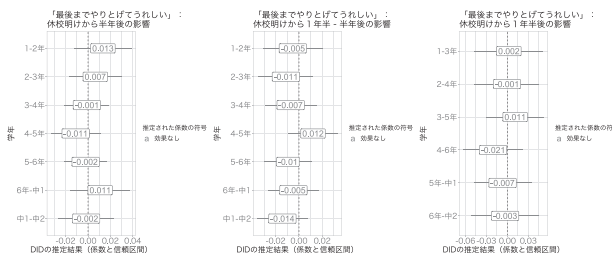 「最後までやりとげてうれしい」：
休校明けから半年後の影響
学年
1-2年
0.013
2-3年
0.007
3-4年
-0.001
4-5年
-0.011
5-6年
-0.002
6年-中1
0.011
中1-中2
-0.002
-0.02 0.00 0.02 0.04
DIDの推定結果（係数と信頼区間）
推定された係数の符号
a 効果なし
「最後までやりとげてうれしい」：
休校明けから１年半 - 半年後の影響
学年
1-2年
-0.005
2-3年
-0.011
3-4年
-0.007
4-5年
0.012
5-6年
-0.01
6年-中1
-0.005
中1-中2
-0.014
-0.02 0.00 0.02
DIDの推定結果（係数と信頼区間）
推定された係数の符号
a 効果なし
「最後までやりとげてうれしい」：
休校明けから１年半後の影響
学年
1-3年
0.002
2-4年
-0.001
3-5年
0.011
4-6年
-0.021
5年-中1
-0.007
6年-中2
-0.003
-0.06 -0.03 0.00 0.03
DIDの推定結果（係数と信頼区間）
推定された係数の符
a 効果なし